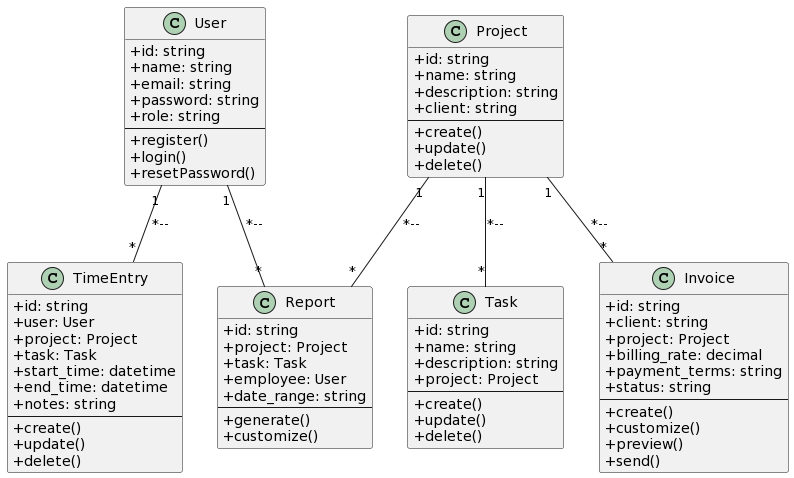 C User
+id: string
+name: string
+email: string
+password: string
+role: string
+register()
+login()
+resetPassword()
C Project
+id: string
+name: string
+description: string
+client: string
+create()
+update()
+delete()
1
*--
*
1
*--
*
1
*--
*
1
*--
*
1
*--
*
C TimeEntry
+id: string
+user: User
+project: Project
+task: Task
+start_time: datetime
+end_time: datetime
+notes: string
+create()
+update()
+delete()
C Report
+id: string
+project: Project
+task: Task
+employee: User
+date_range: string
+generate()
+customize()
C Task
+id: string
+name: string
+description: string
+project: Project
+create()
+update()
+delete()
C Invoice
+id: string
+client: string
+project: Project
+billing_rate: decimal
+payment_terms: string
+status: string
+create()
+customize()
+preview()
+send()